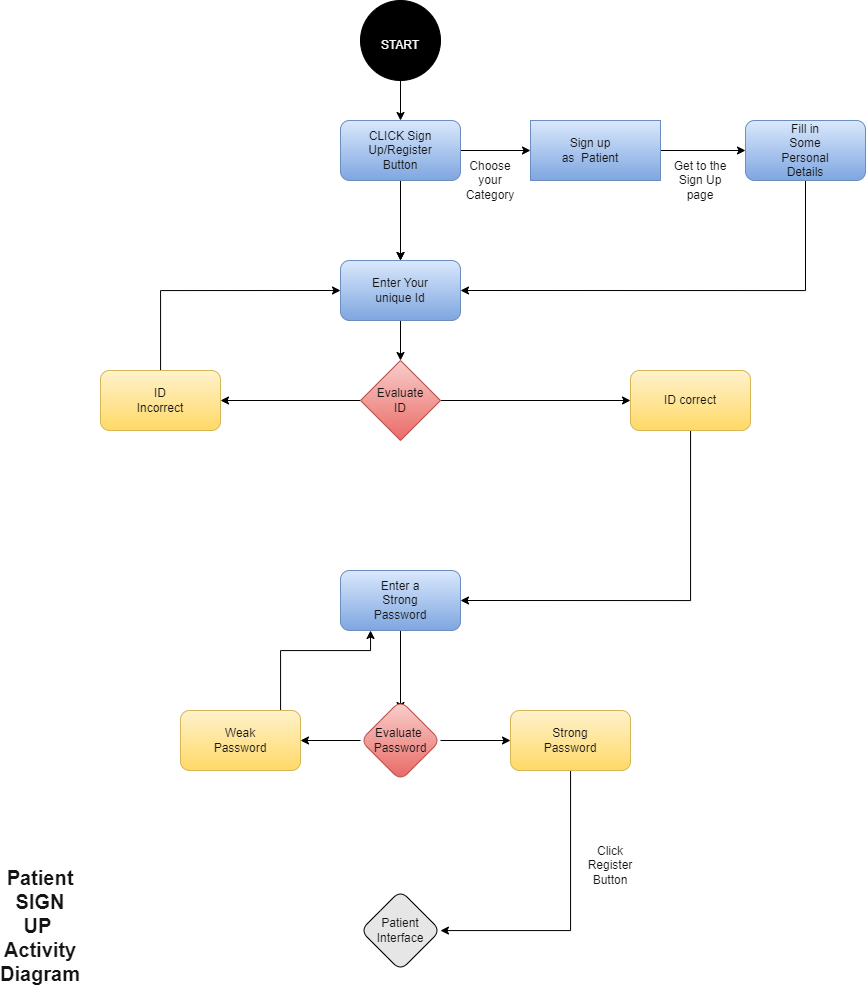 START
CLICK Sign
Up/Register
Button
Choose
your
Category
Sign up
as Patient
Get to the
Sign Up
page
Fill in
Some
Personal
Details
Enter Your
unique Id
ID
Incorrect
Evaluate
ID
ID correct
Enter a
Strong
Password
Weak
Password
Evaluate
Password
Strong
Password
Click
Register
Button
Patient
Interface
Patient
SIGN
UP
Activity
Diagram